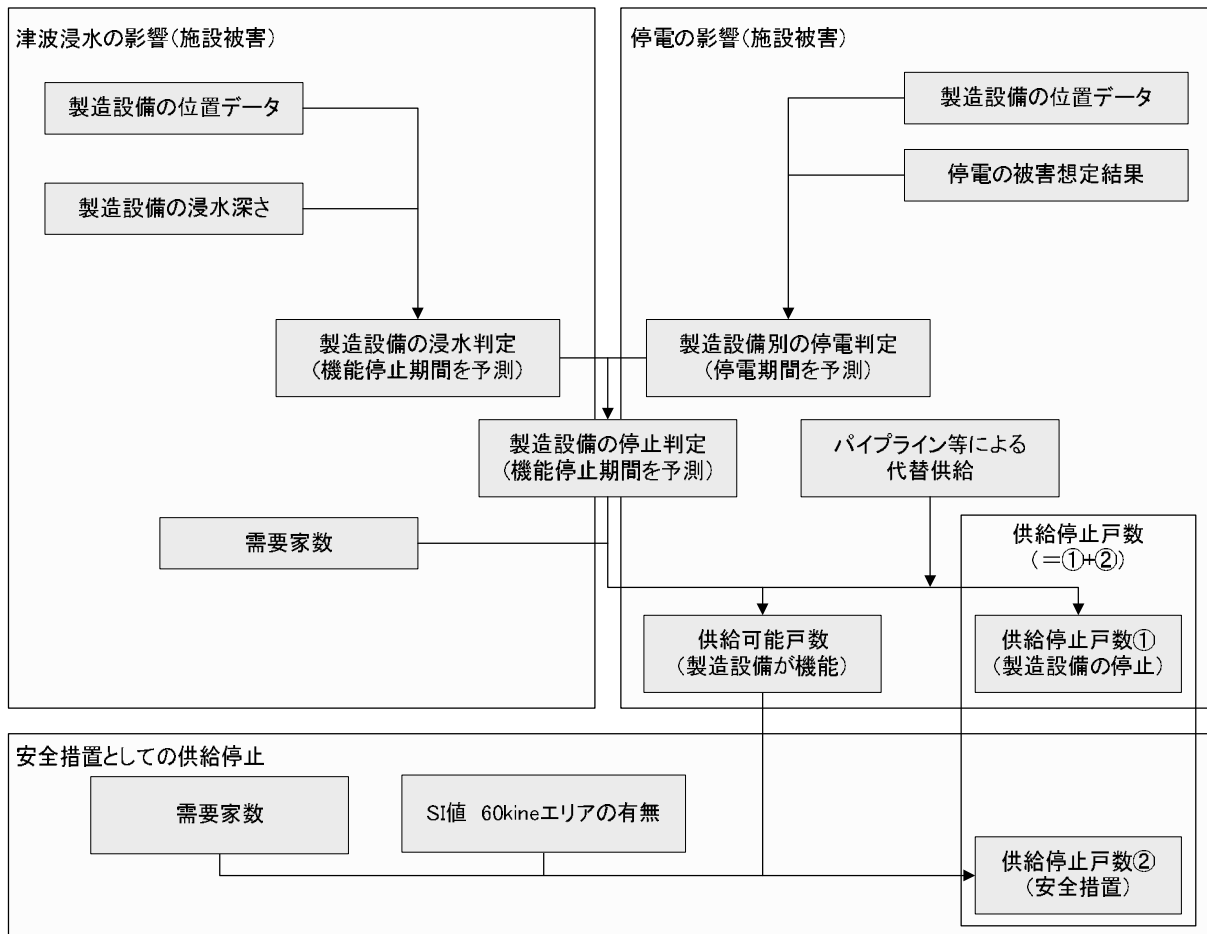 津波浸水の影響(施設被害)
製造設備の位置データ
製造設備の浸水深さ
製造設備の浸水判定
(機能停止期間を予測)
停電の影響(施設被害)
製造設備の位置データ
停電の被害想定結果
製造設備別の停電判定
(停電期間を予測)
製造設備の停止判定
(機能停止期間を予測)
パイプライン等による
代替供給
需要家数
供給停止戸数
(=①+②)
供給可能戸数
(製造設備が機能)
供給停止戸数①
(製造設備の停止)
安全措置としての供給停止
需要家数
SI値 60kineエリアの有無
供給停止戸数②
(安全措置)